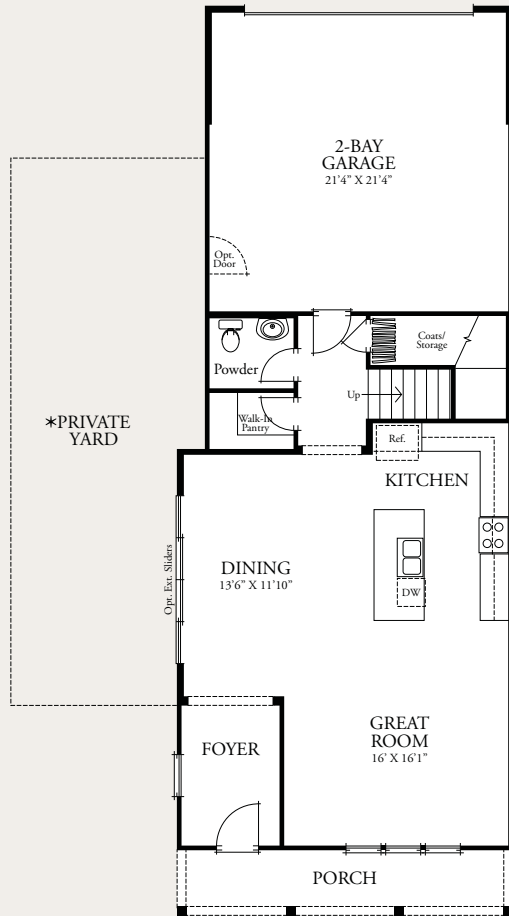 2-BAY
GARAGE
21'4" X 21'4"
Opt.
Door
Coats/
Storage
Powder
Up
Walk-In
Pantry
*PRIVATE
YARD
Ref.
KITCHEN
Opt. Ext. Sliders
DINING
13'6" X 11'10"
DW
GREAT
ROOM
16' X 16'1"
FOYER
PORCH